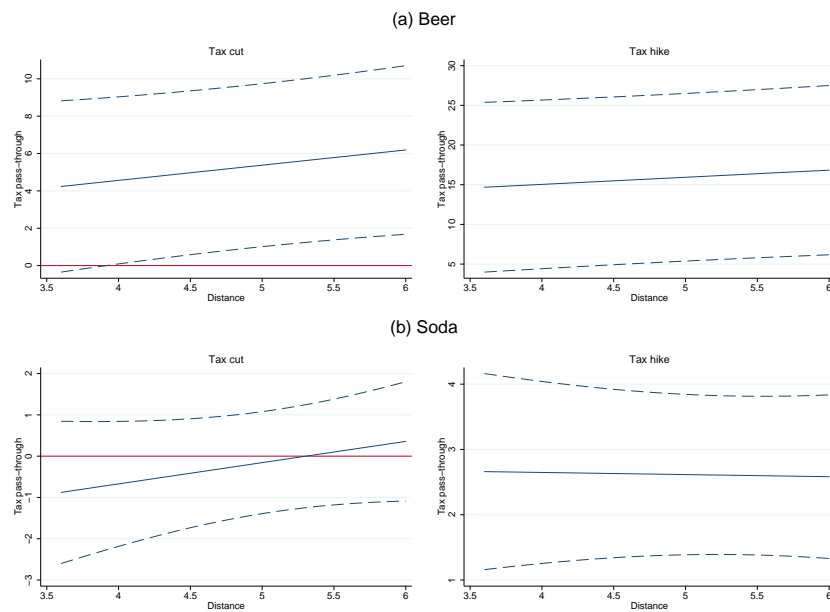 (a) Beer
Tax cut
Tax pass−through
0 2 4 6 8 10
3.5 4 4.5 5 5.5 6
Distance
Tax hike
Tax pass−through
5 10 15 20 25 30
3.5 4 4.5 5 5.5 6
Distance
(b) Soda
Tax cut
Tax pass−through
−3 −2 −1 0 1 2
3.5 4 4.5 5 5.5 6
Distance
Tax hike
Tax pass−through
1 2 3 4
3.5 4 4.5 5 5.5 6
Distance